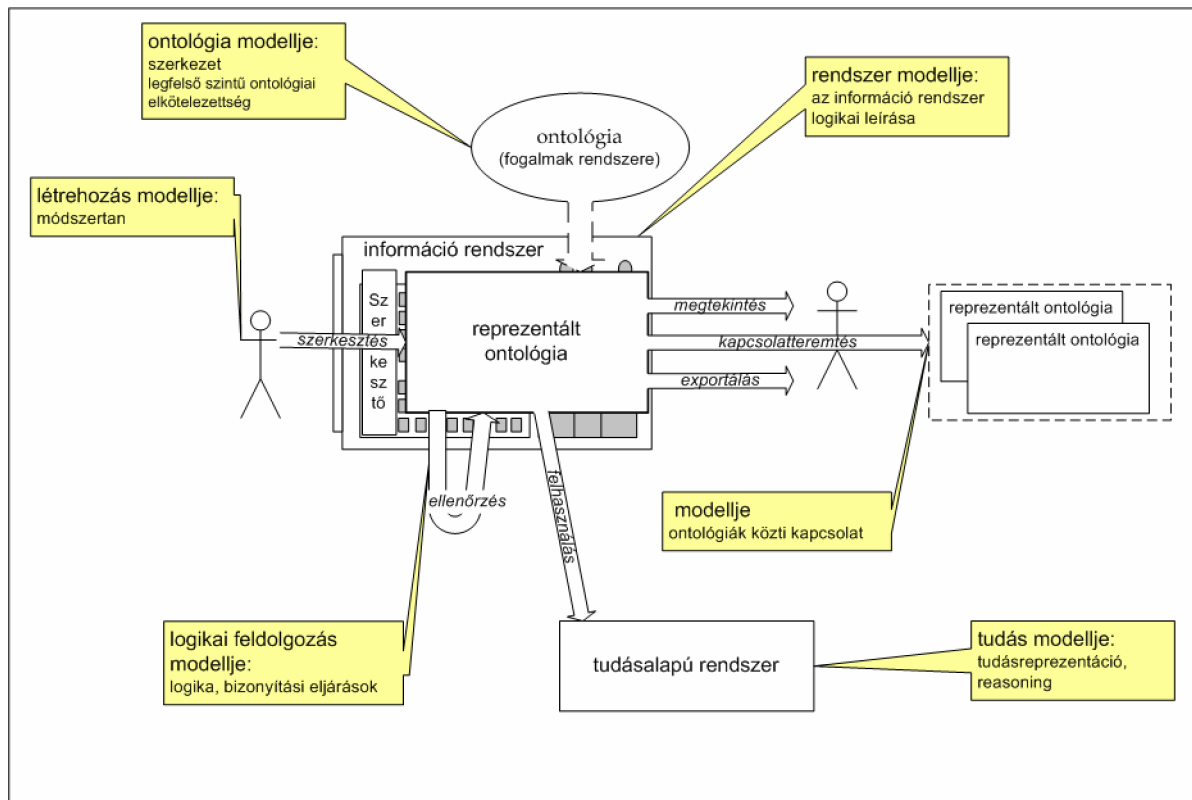 ontológia modellje:
szerkezet
legfelső szintű ontológiai
elkötelezettség
rendszer modellje:
az információ rendszer
logikai leírása
ontológia
(fogalmak rendszere)
létrehozás modellje:
módszertan
információ rendszer
Sz
er
ke
sz
tő
szerkesztés
reprezentált
ontológia
megtekintés
kapcsolatteremtés
exportálás
reprezentált ontológia
reprezentált ontológia
ellenőrzés
felhasználás
modellje
ontológiák közti kapcsolat
logikai feldolgozás
modellje:
logika, bizonyítási eljárások
tudásalapú rendszer
tudás modellje:
tudásreprezentáció,
reasoning